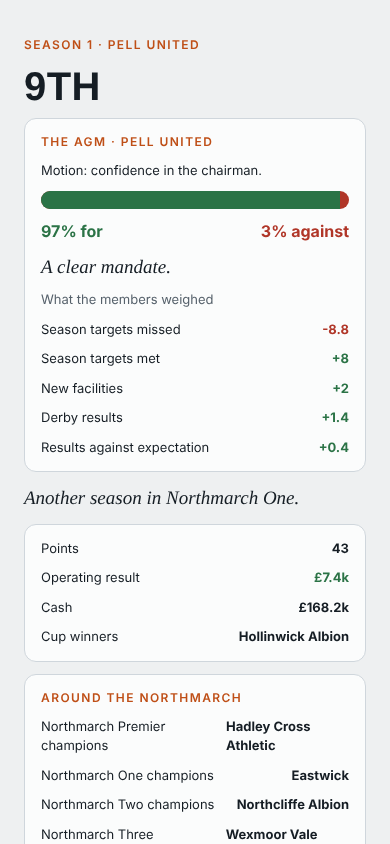 SEASON 1 · PELL UNITED
9TH
THE AGM · PELL UNITED
Motion: confidence in the chairman.
97% for 3% against
A clear mandate.
What the members weighed
Season targets missed -8.8
Season targets met +8
New facilities +2
Derby results +1.4
Results against expectation +0.4
Another season in Northmarch One.
Points 43
Operating result £7.4k
Cash £168.2k
Cup winners Hollinwick Albion
AROUND THE NORTHMARCH
Northmarch Premier Hadley Cross
champions Athletic
Northmarch One champions Eastwick
Northmarch Two champions Northcliffe Albion
Northmarch Three Wexmoor Vale